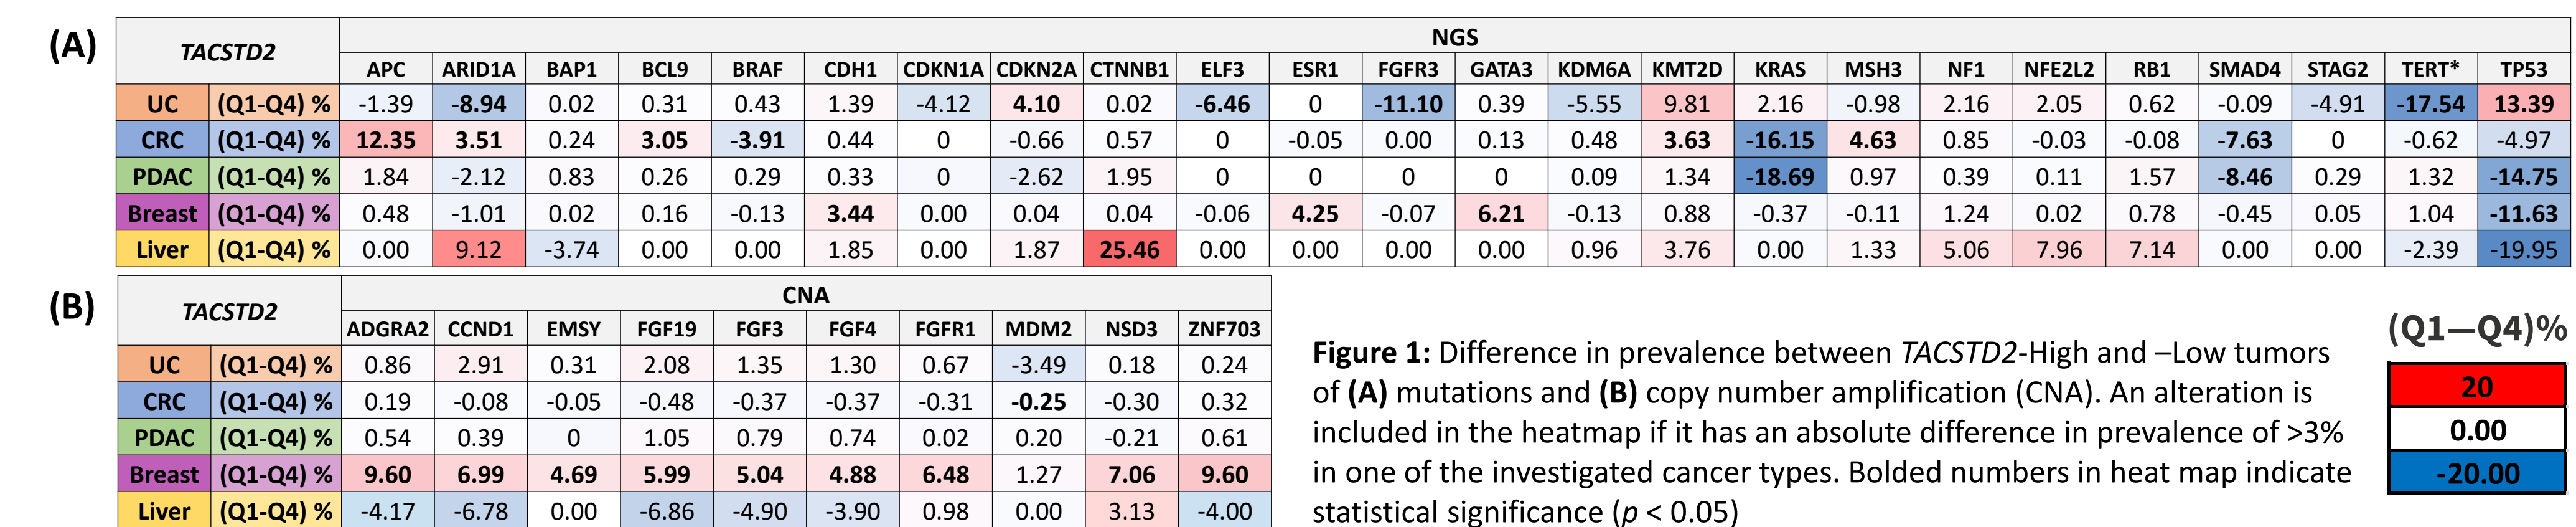 (A)
TACSTD2 NGS
APC ARID1A BAP1 BCL9 BRAF CDH1 CDKN1A CDKN2A CTNNB1 ELF3 ESR1 FGFR3 GATA3 KDM6A KMT2D KRAS MSH3 NF1 NFE2L2 RB1 SMAD4 STAG2 TERT* TP53
UC (Q1-Q4) % -1.39 -8.94 0.02 0.31 0.43 1.39 -4.12 4.10 0.02 -6.46 0 -11.10 0.39 -5.55 9.81 2.16 -0.98 2.16 2.05 0.62 -0.09 -4.91 -17.54 13.39
CRC (Q1-Q4) % 12.35 3.51 0.24 3.05 -3.91 0.44 0 -0.66 0.57 0 -0.05 0.00 0.13 0.48 3.63 -16.15 4.63 0.85 -0.03 -0.08 -7.63 0 -0.62 -4.97
PDAC (Q1-Q4) % 1.84 -2.12 0.83 0.26 0.29 0.33 0 -2.62 1.95 0 0 0 0 0.09 1.34 -18.69 0.97 0.39 0.11 1.57 -8.46 0.29 1.32 -14.75
Breast (Q1-Q4) % 0.48 -1.01 0.02 0.16 -0.13 3.44 0.00 0.04 0.04 -0.06 4.25 -0.07 6.21 -0.13 0.88 -0.37 -0.11 1.24 0.02 0.78 -0.45 0.05 1.04 -11.63
Liver (Q1-Q4) % 0.00 9.12 -3.74 0.00 0.00 1.85 0.00 1.87 25.46 0.00 0.00 0.00 0.00 0.96 3.76 0.00 1.33 5.06 7.96 7.14 0.00 0.00 -2.39 -19.95
(B)
TACSTD2 CNA
ADGRA2 CCND1 EMSY FGF19 FGF3 FGF4 FGFR1 MDM2 NSD3 ZNF703
UC (Q1-Q4) % 0.86 2.91 0.31 2.08 1.35 1.30 0.67 -3.49 0.18 0.24
CRC (Q1-Q4) % 0.19 -0.08 -0.05 -0.48 -0.37 -0.37 -0.31 -0.25 -0.30 0.32
PDAC (Q1-Q4) % 0.54 0.39 0 1.05 0.79 0.74 0.02 0.20 -0.21 0.61
Breast (Q1-Q4) % 9.60 6.99 4.69 5.99 5.04 4.88 6.48 1.27 7.06 9.60
Liver (Q1-Q4) % -4.17 -6.78 0.00 -6.86 -4.90 -3.90 0.98 0.00 3.13 -4.00
Figure 1: Difference in prevalence between TACSTD2-High and –Low tumors
of (A) mutations and (B) copy number amplification (CNA). An alteration is
included in the heatmap if it has an absolute difference in prevalence of >3%
in one of the investigated cancer types. Bolded numbers in heat map indicate
statistical significance (p < 0.05)
(Q1—Q4)%
20
0.00
-20.00